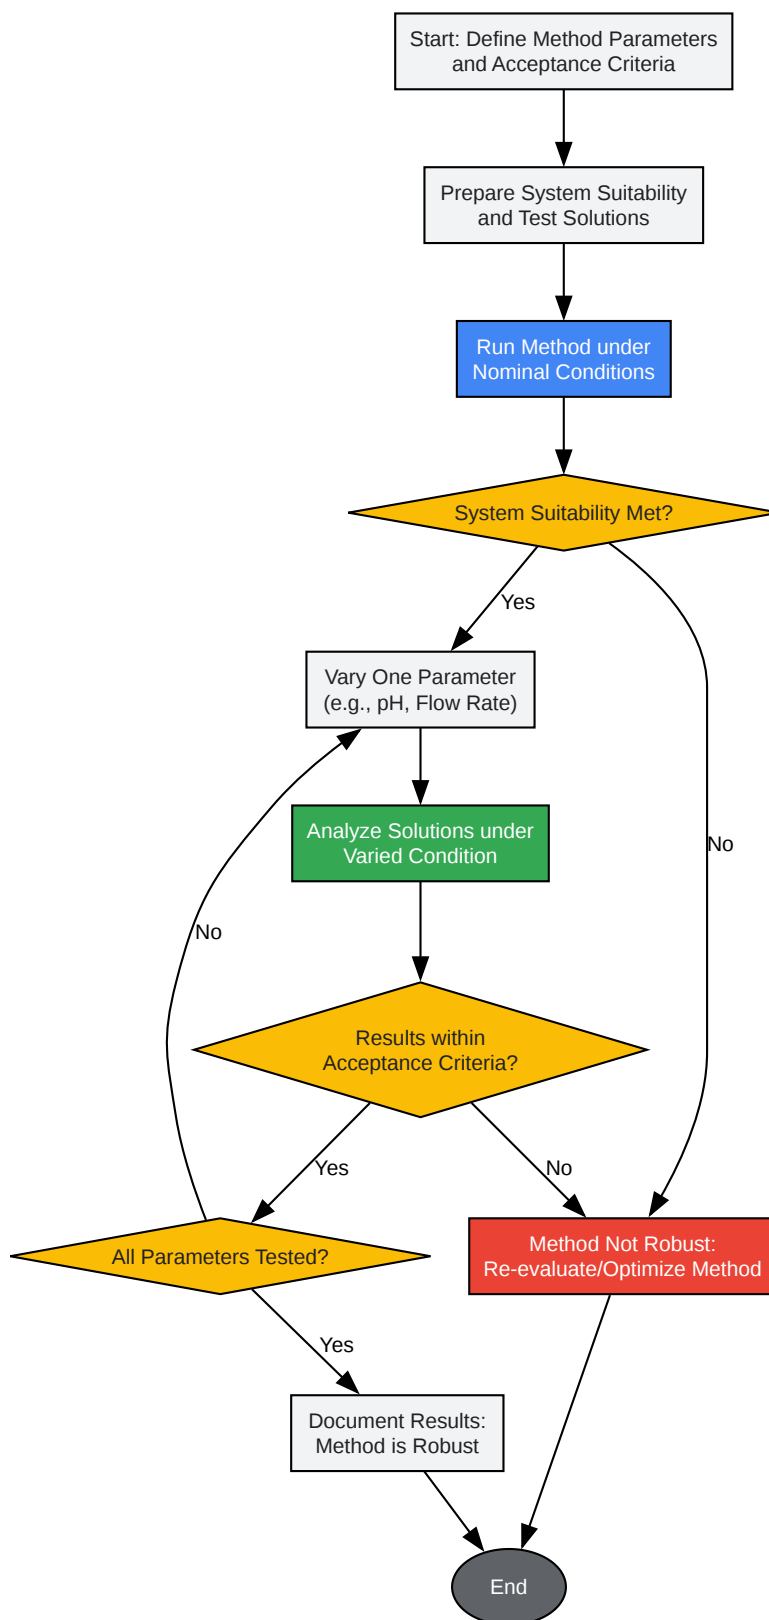 Start: Define Method Parameters
and Acceptance Criteria
Prepare System Suitability
and Test Solutions
Run Method under
Nominal Conditions
System Suitability Met?
Yes
Vary One Parameter
(e.g., pH, Flow Rate)
Analyze Solutions under
Varied Condition
No
No
Results within
Acceptance Criteria?
Yes
No
All Parameters Tested?
Method Not Robust:
Re-evaluate/Optimize Method
Yes
Document Results:
Method is Robust
End